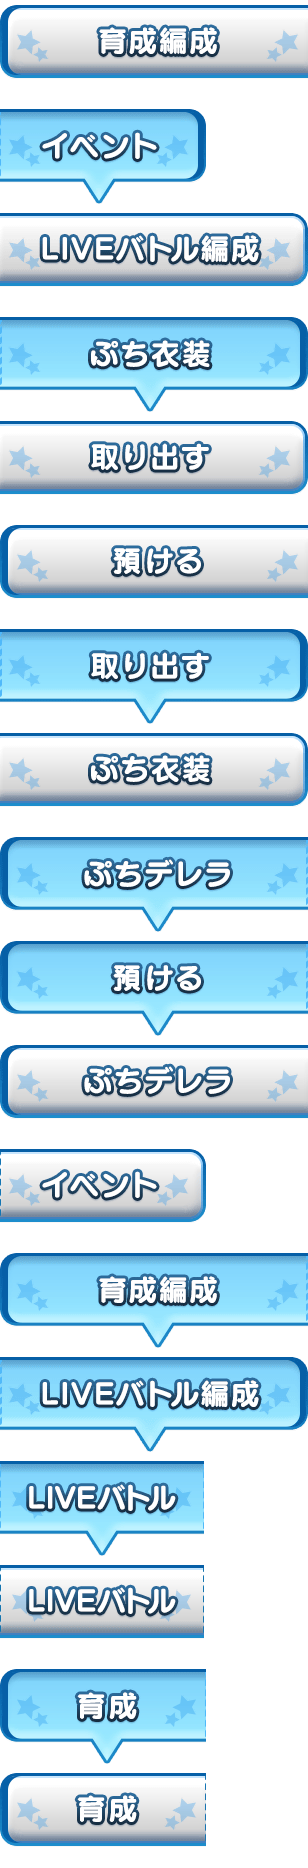 育成編成
イベント
LIVEバトル編成
ぷち衣装
取り出す
預ける
取り出す
ぷち衣装
ぷちデレラ
預ける
ぷちデレラ
イベント
育成編成
LIVEバトル編成
LIVEバトル
LIVEバトル
育成
育成